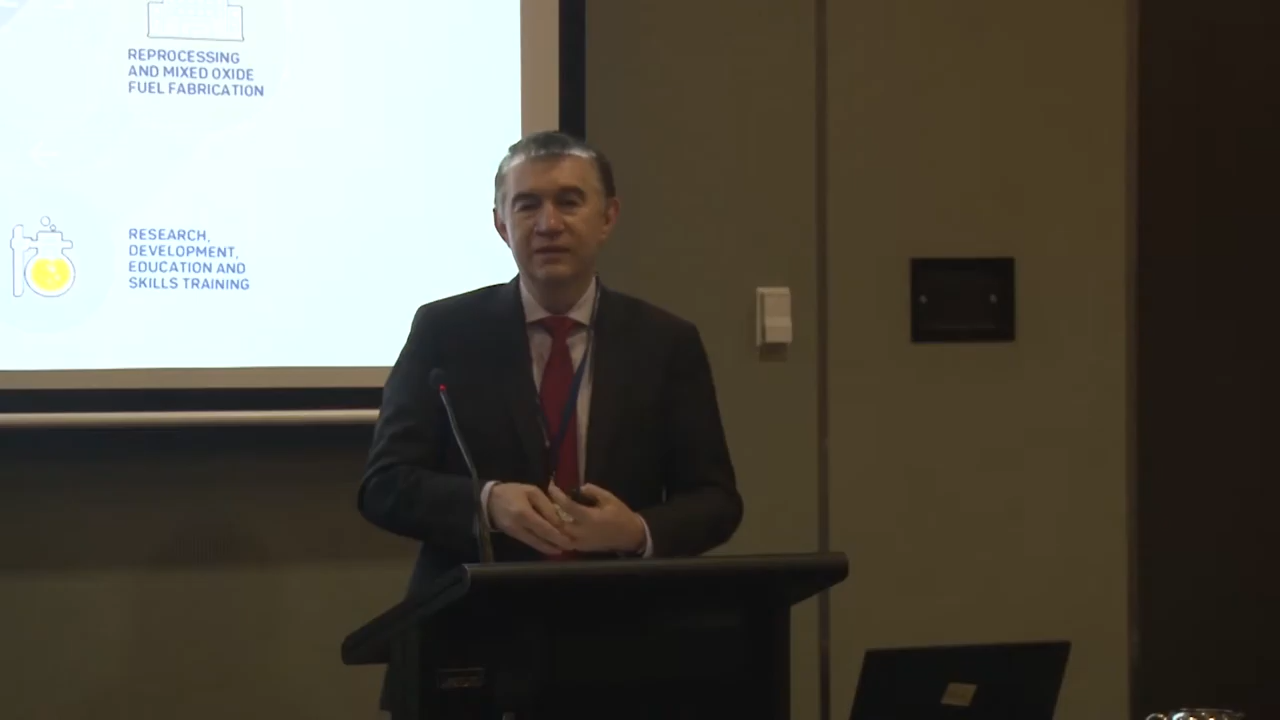 REPROCESSING
AND MIXED OXIDE
FUEL FABRICATION
RESEARCH,
DEVELOPMENT,
EDUCATION AND
SKILLS TRAINING